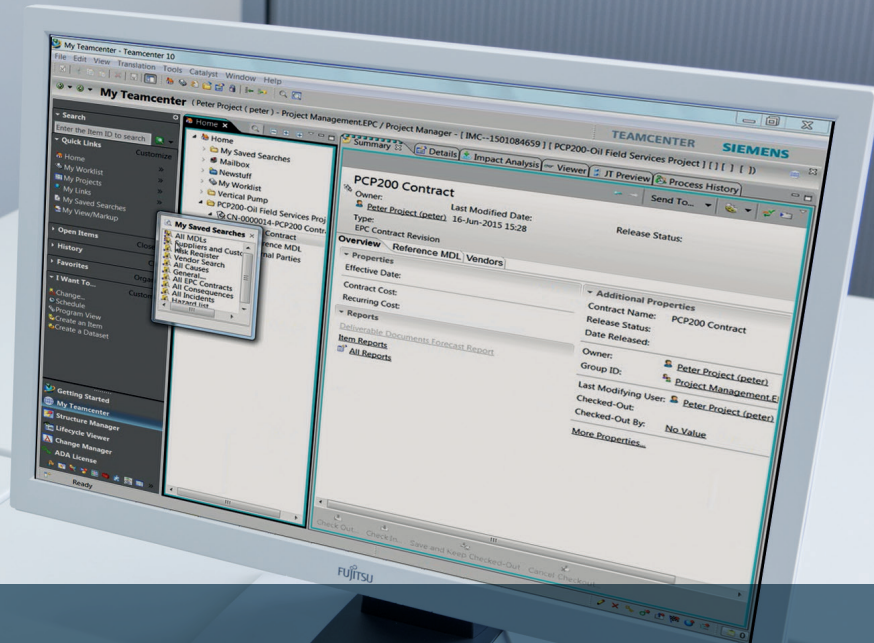 My Teamcenter - Teamcenter 10
File Edit View Translation Tools Catalyst Window Help
My Teamcenter ( Peter Project ( peter ) - Project Management.EPC / Project Manager - [ IMC--1501084659 ] [ PCP200-Oil Field Services Project ] [ ] [ ] [ ] )
TEAMCENTER SIEMENS
Search
Enter the Item ID to search
Quick Links
Customize
Home
My Worklist
My Projects
My Links
My Saved Searches
My View/Markup
Open Items
History
Favorites
I Want To...
Change...
Schedule
Program View
Create an Item
Create a Dataset
Getting Started
My Teamcenter
Structure Manager
Lifecycle Viewer
Change Manager
ADA License
Ready
Home
Home
My Saved Searches
Mailbox
Newstuff
My Worklist
Vertical Pump
PCP200-Oil Field Services Proj
CN-0000014-PCP200 Contr
Contract
MDL
Parties
My Saved Searches
All MDLs
Suppliers and Custo
Risk Register
Vendor Search
All Causes
General...
All EPC Contracts
All Consequences
All Incidents
Hazard list
Summary Details Impact Analysis Viewer JT Preview Process History
Send To...
PCP200 Contract
Owner: Last Modified Date: Release Status:
Peter Project (peter) 16-Jun-2015 15:28
Type:
EPC Contract Revision
Overview Reference MDL Vendors
Properties
Effective Date:
Contract Cost:
Recurring Cost:
Reports
Deliverable Documents Forecast Report
Item Reports
All Reports
Additional Properties
Contract Name: PCP200 Contract
Release Status:
Date Released:
Owner: Peter Project (peter)
Group ID: Project Management.E
Last Modifying User: Peter Project (peter)
Checked-Out:
Checked-Out By: No Value
More Properties...
Check Out... Check In... Save and Keep Checked-Out Cancel Checkout
FUJITSU